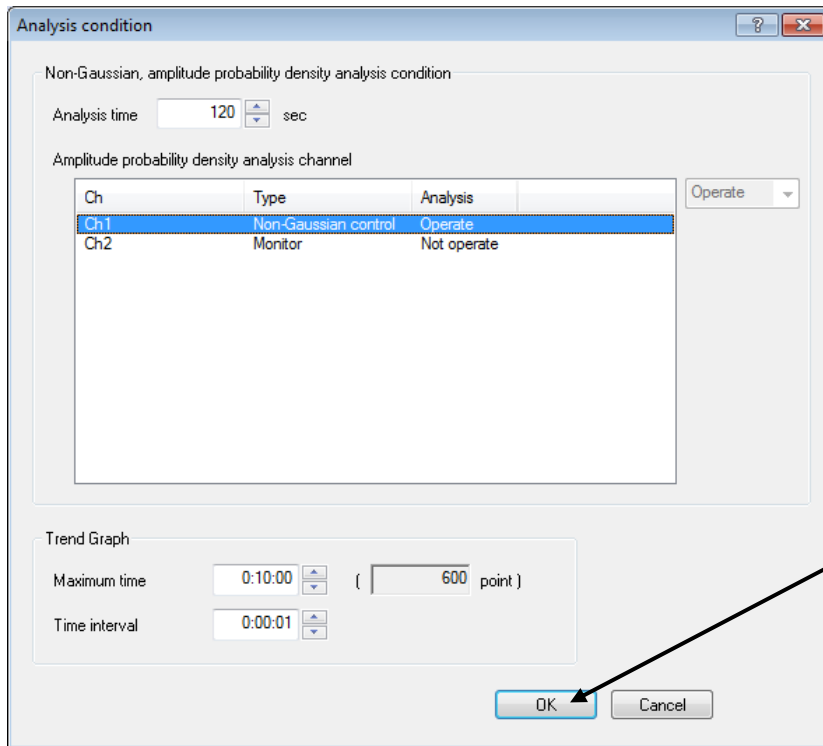 Analysis condition
Non-Gaussian, amplitude probability density analysis condition
Analysis time 120 sec
Amplitude probability density analysis channel
Ch Type Analysis
Operate
Ch1 Non-Gaussian control Operate
Ch2 Monitor Not operate
Trend Graph
Maximum time 0:10:00 ( 600 point )
Time interval 0:00:01
OK Cancel